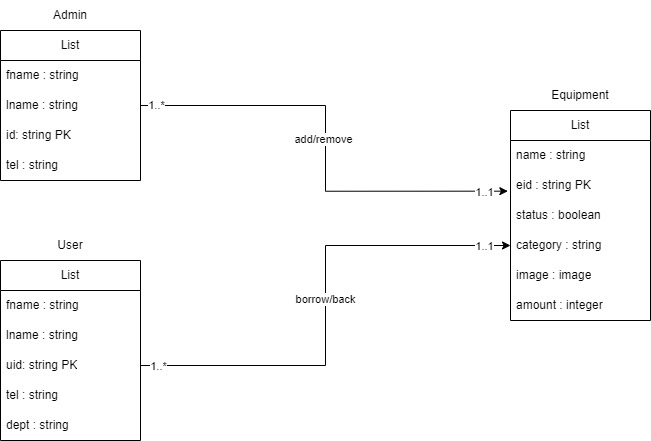 Admin
List
fname : string
lname : string
id: string PK
tel : string
1..*
add/remove
1..1
Equipment
List
name : string
eid : string PK
status : boolean
category : string
image : image
amount : integer
User
List
fname : string
lname : string
uid: string PK
tel : string
dept : string
1..*
borrow/back
1..1